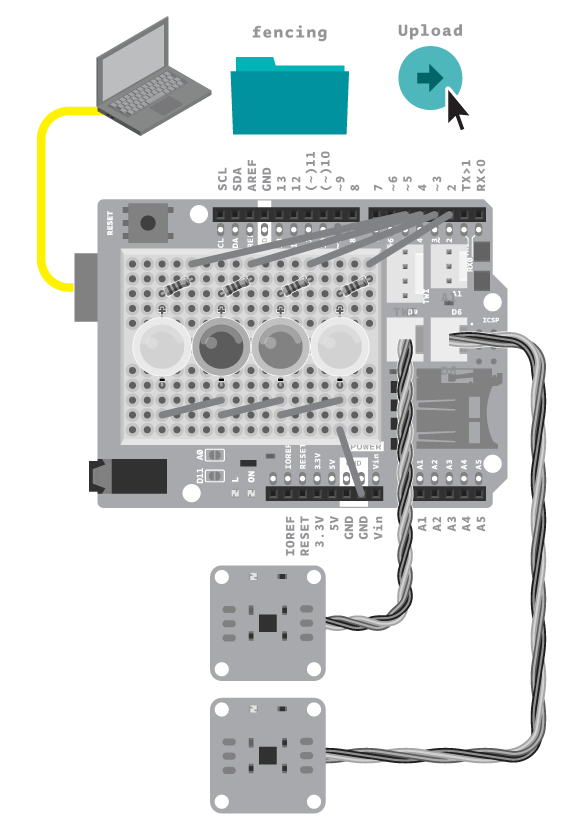 fencing
Upload
SCL
SDA
AREF
GND
13
12
(~)11
(~)10
~9
8
7
~6
~5
4
~3
2
TX>1
RX<0
RESET
TWI
A1
D6
ICSP
A0
D11
L
ON
POWER
IOREF
RESET
3.3V
5V
Vin
A1
A2
A3
A4
A5
IOREF
RESET
3.3V
5V
GND
GND
Vin
A1
A2
A3
A4
A5